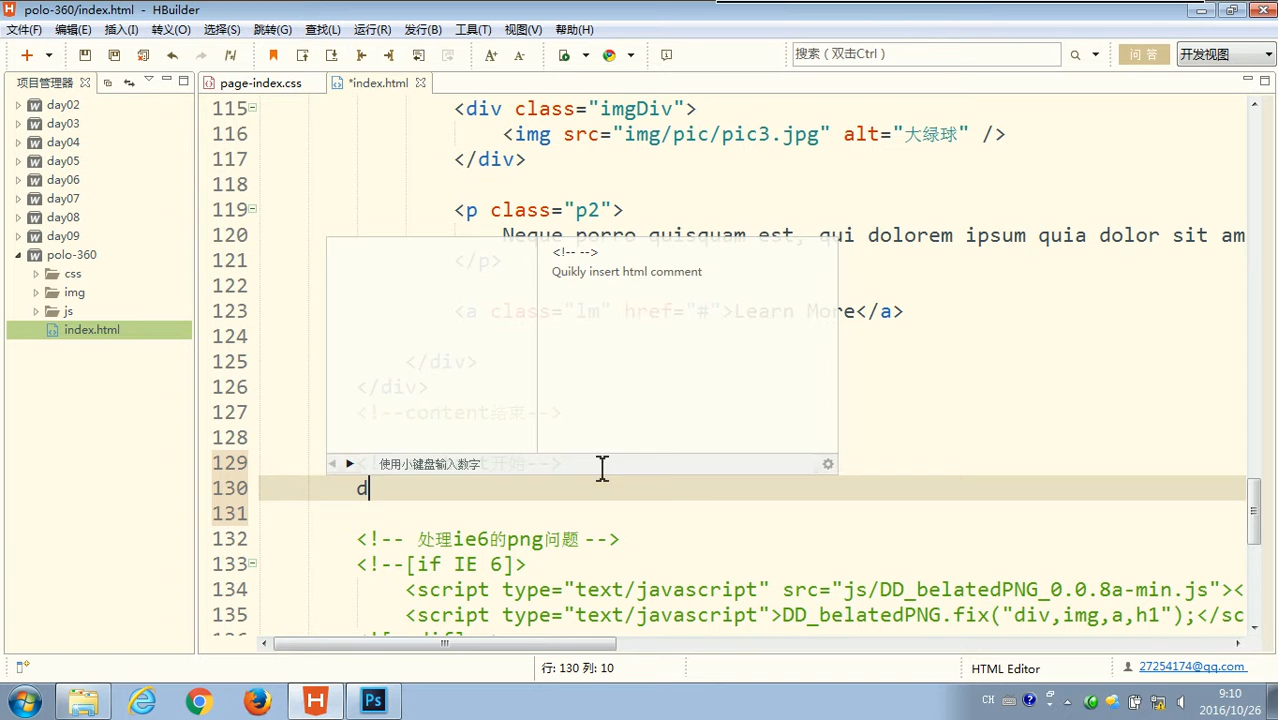 polo-360/index.html - HBuilder
文件(F) 编辑(E) 插入(I) 转义(O) 选择(S) 跳转(G) 查找(L) 运行(R) 发行(B) 工具(T) 视图(V) 帮助(H)
搜索（双击Ctrl） 问 答 开发视图
项目管理器 page-index.css *index.html
day02
day03
day04
day05
day06
day07
day08
day09
polo-360
css
img
js
index.html
115 <div class="imgDiv">
116 <img src="img/pic/pic3.jpg" alt="大绿球" />
117 </div>
118
119 <p class="p2">
120 Neque porro quisquam est, qui dolorem ipsum quia dolor sit am
121 </p>
122
123 <a class="lm" href="#">Learn More</a>
124
125 </div>
126 </div>
127 <!--content结束-->
128
129 开始-->
130 d
131
132 <!-- 处理ie6的png问题 -->
133 <!--[if IE 6]>
134 <script type="text/javascript" src="js/DD_belatedPNG_0.0.8a-min.js"><
135 <script type="text/javascript">DD_belatedPNG.fix("div,img,a,h1");</sc
<!-- -->
Quikly insert html comment
使用小键盘输入数字
行: 130 列: 10 HTML Editor 27254174@qq.com
CH 9:10
2016/10/26